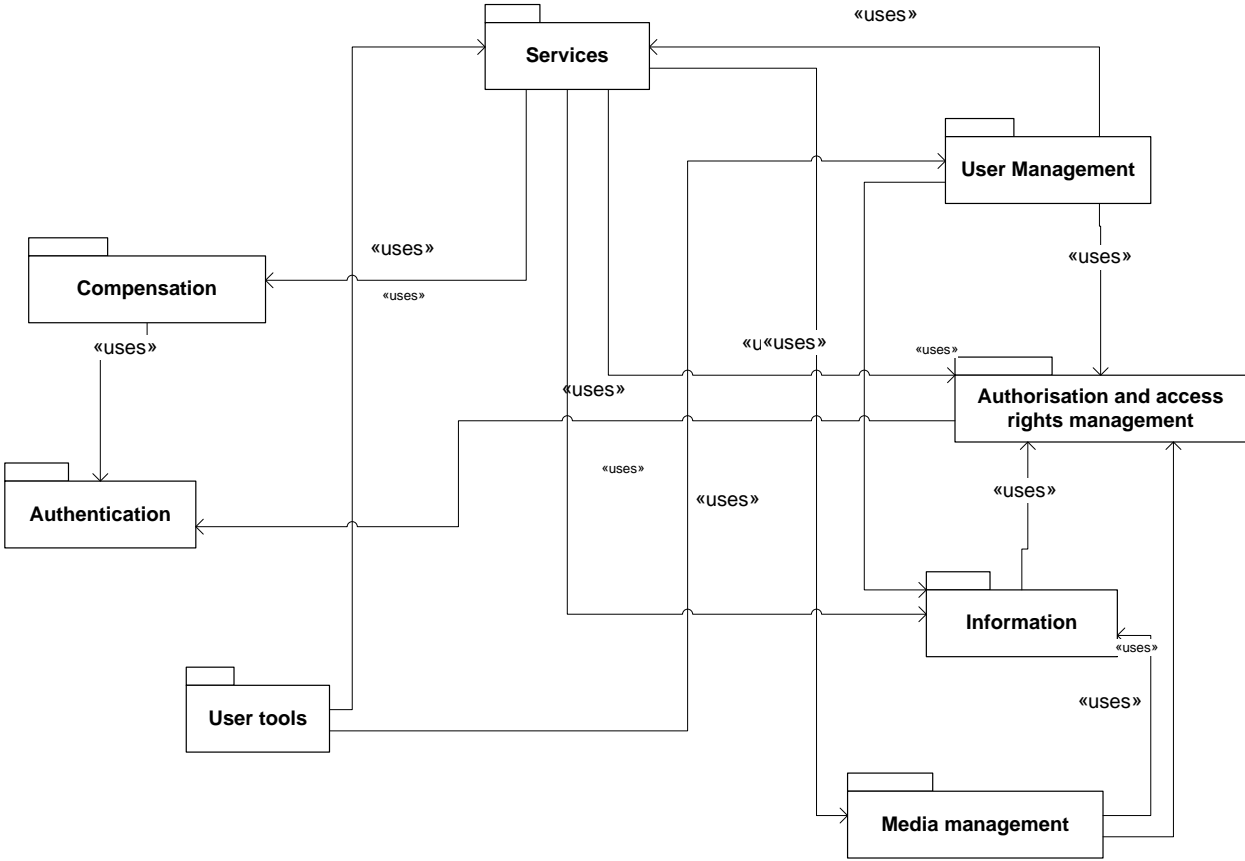 «uses»
Services
User Management
«uses»
«uses»
Compensation
«uses»
«uses»
«u«uses»
«uses»
«uses»
Authorisation and access
rights management
«uses»
«uses»
«uses»
«uses»
Authentication
Information
«uses»
«uses»
User tools
Media management